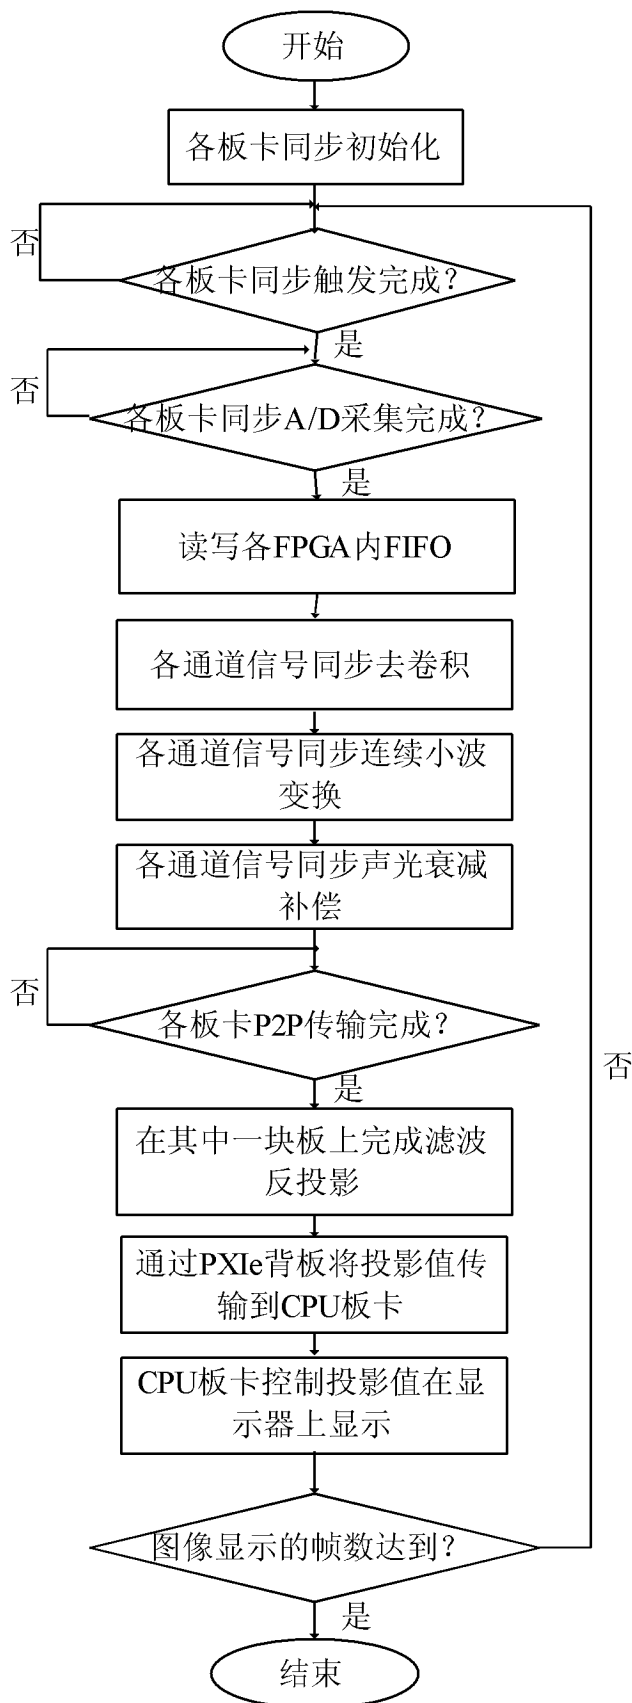 开始
各板卡同步初始化
否
各板卡同步触发完成？
是
否
各板卡同步A/D采集完成？
是
读写各FPGA内FIFO
各通道信号同步去卷积
各通道信号同步连续小波
变换
各通道信号同步声光衰减
补偿
否
各板卡P2P传输完成？
否
是
在其中一块板上完成滤波
反投影
通过PXIe背板将投影值传
输到CPU板卡
CPU板卡控制投影值在显
示器上显示
图像显示的帧数达到？
是
结束